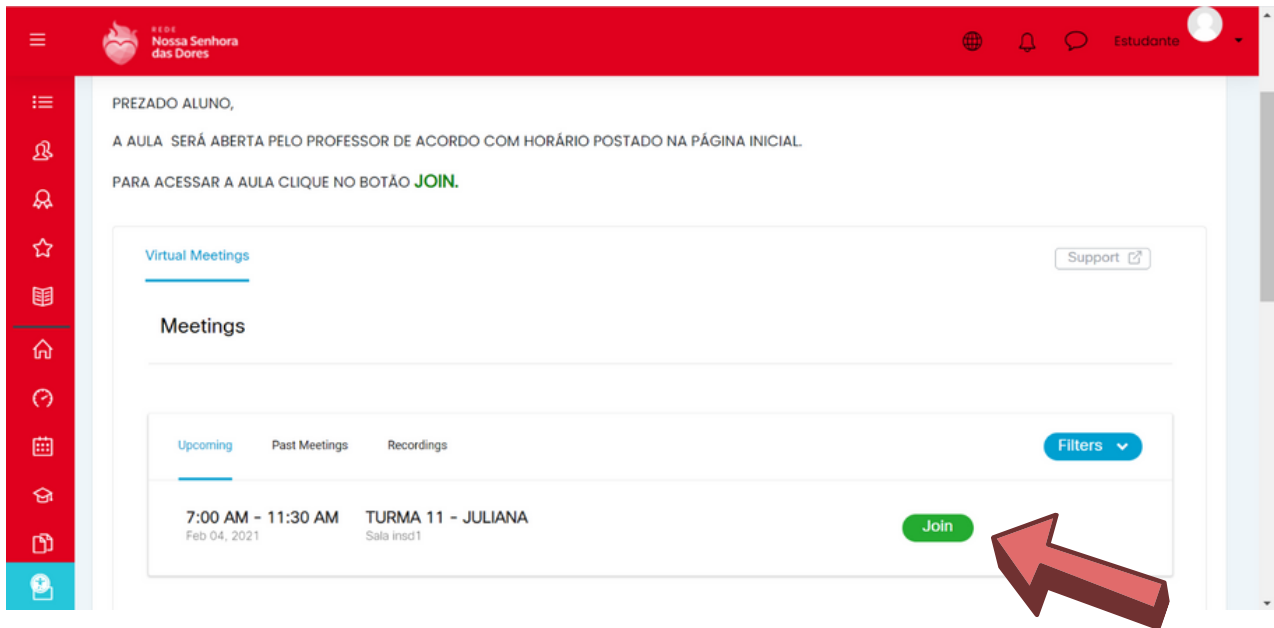 REDE
Nossa Senhora
das Dores
Estudante
PREZADO ALUNO,
A AULA SERÁ ABERTA PELO PROFESSOR DE ACORDO COM HORÁRIO POSTADO NA PÁGINA INICIAL.
PARA ACESSAR A AULA CLIQUE NO BOTÃO JOIN.
Virtual Meetings
Support
Meetings
Upcoming Past Meetings Recordings Filters
7:00 AM - 11:30 AM TURMA 11 - JULIANA Join
Feb 04, 2021 Sala insd1